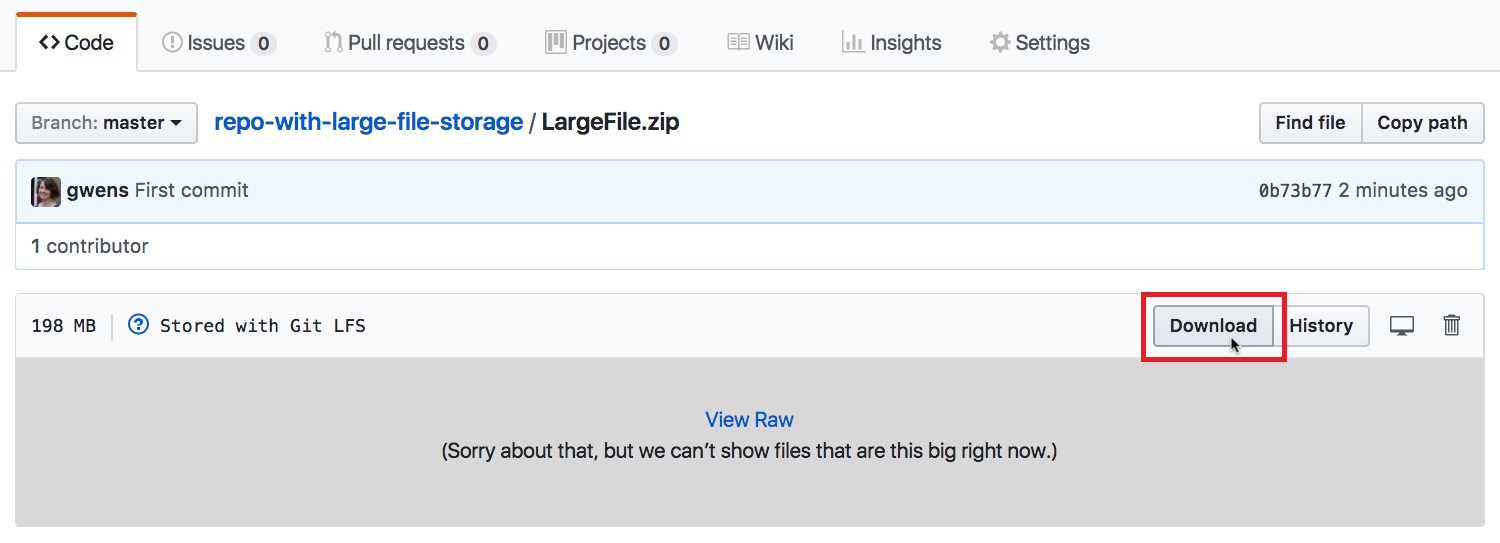 Code Issues 0 Pull requests 0 Projects 0 Wiki Insights Settings
Branch: master repo-with-large-file-storage / LargeFile.zip Find file Copy path
gwens First commit 0b73b77 2 minutes ago
1 contributor
198 MB Stored with Git LFS Download History
View Raw
(Sorry about that, but we can’t show files that are this big right now.)